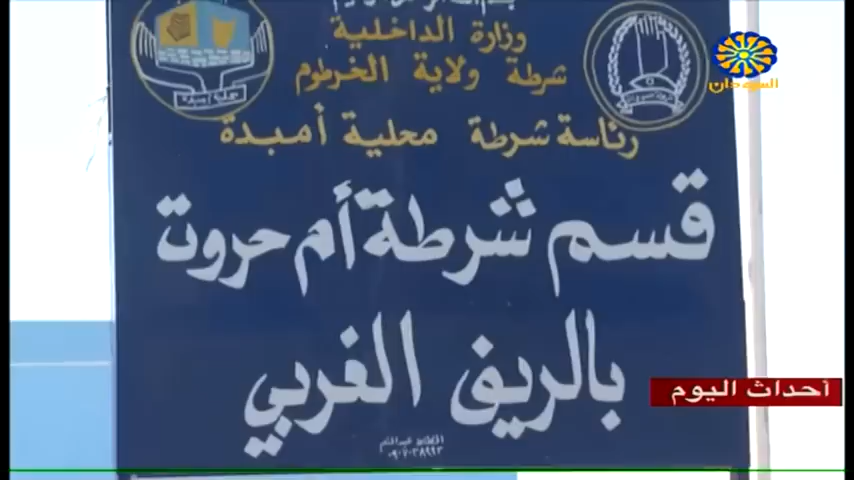 وزارة الداخلية
شرطة ولاية الخرطوم
رئاسة شرطة محلية أمبدة
قسم شرطة أم حروت
بالريف الغربي
السودان
أحداث اليوم